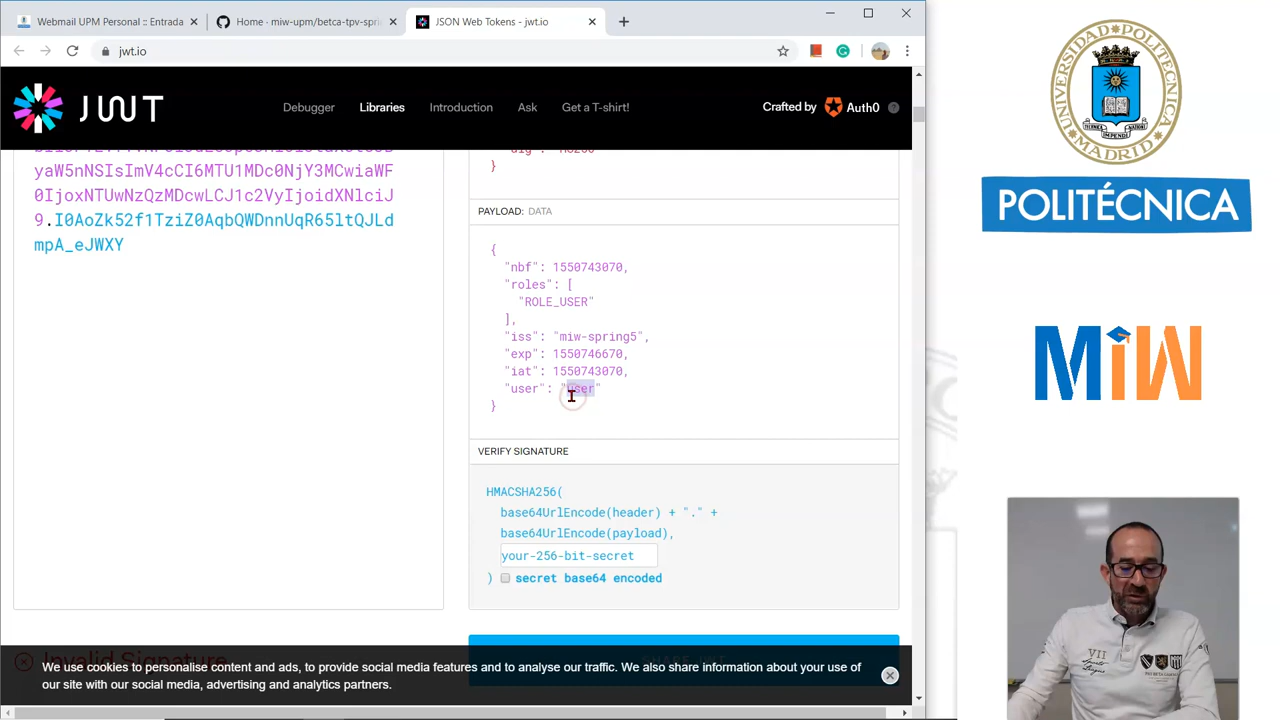 Webmail UPM Personal :: Entrada
Home · miw-upm/betca-tpv-spri
JSON Web Tokens - jwt.io
jwt.io
JWT
Debugger
Libraries
Introduction
Ask
Get a T-shirt!
Crafted by
Auth0
yaW5nNSIsImV4cCI6MTU1MDc0NjY3MCwiaWF
0IjoxNTUwNzQzMDcwLCJ1c2VyIjoidXNlciJ
9.I0AoZk52f1TziZ0AqbQWDnnUqR65ltQJLd
mpA_eJWXY
}
PAYLOAD: DATA
{
"nbf": 1550743070,
"roles": [
"ROLE_USER"
],
"iss": "miw-spring5",
"exp": 1550746670,
"iat": 1550743070,
"user": "user"
}
VERIFY SIGNATURE
HMACSHA256(
base64UrlEncode(header) + "." +
base64UrlEncode(payload),
your-256-bit-secret
) secret base64 encoded
Invalid Signature
We use cookies to personalise content and ads, to provide social media features and to analyse our traffic. We also share information about your use of
our site with our social media, advertising and analytics partners.
POLITÉCNICA
MiW
VII